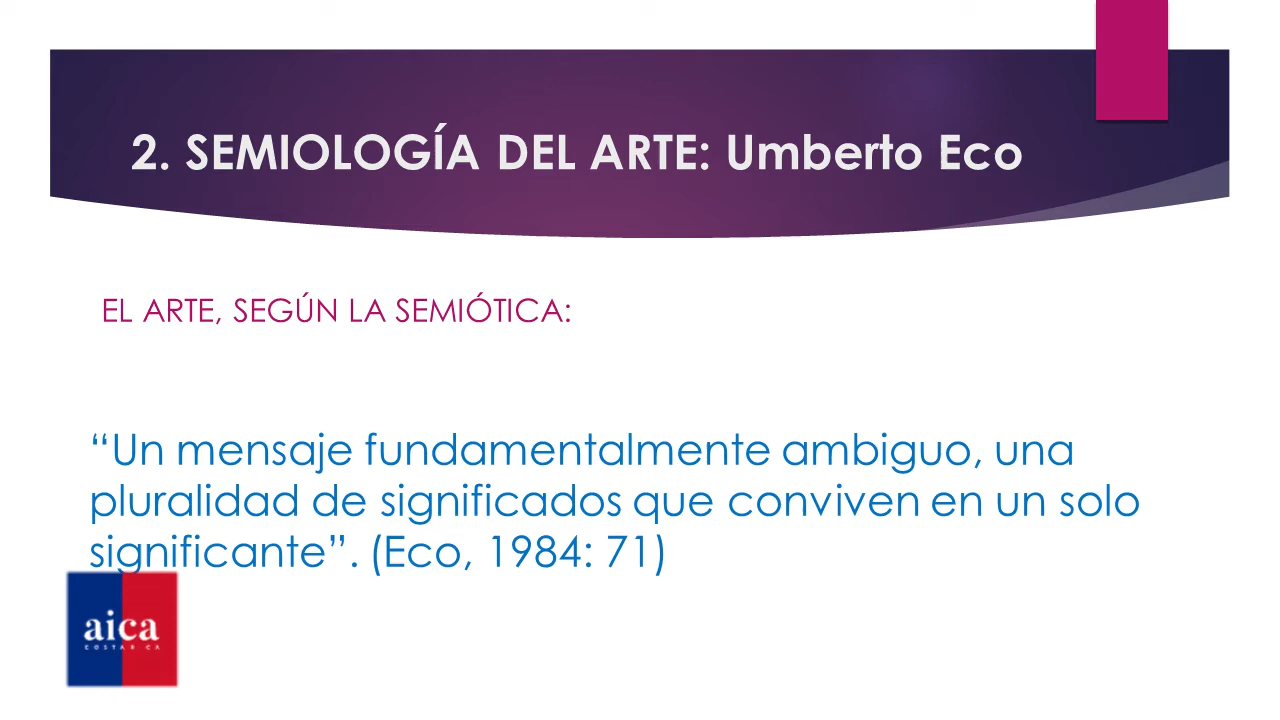 2. SEMIOLOGÍA DEL ARTE: Umberto Eco
EL ARTE, SEGÚN LA SEMIÓTICA:
“Un mensaje fundamentalmente ambiguo, una
pluralidad de significados que conviven en un solo
significante”. (Eco, 1984: 71)
aica